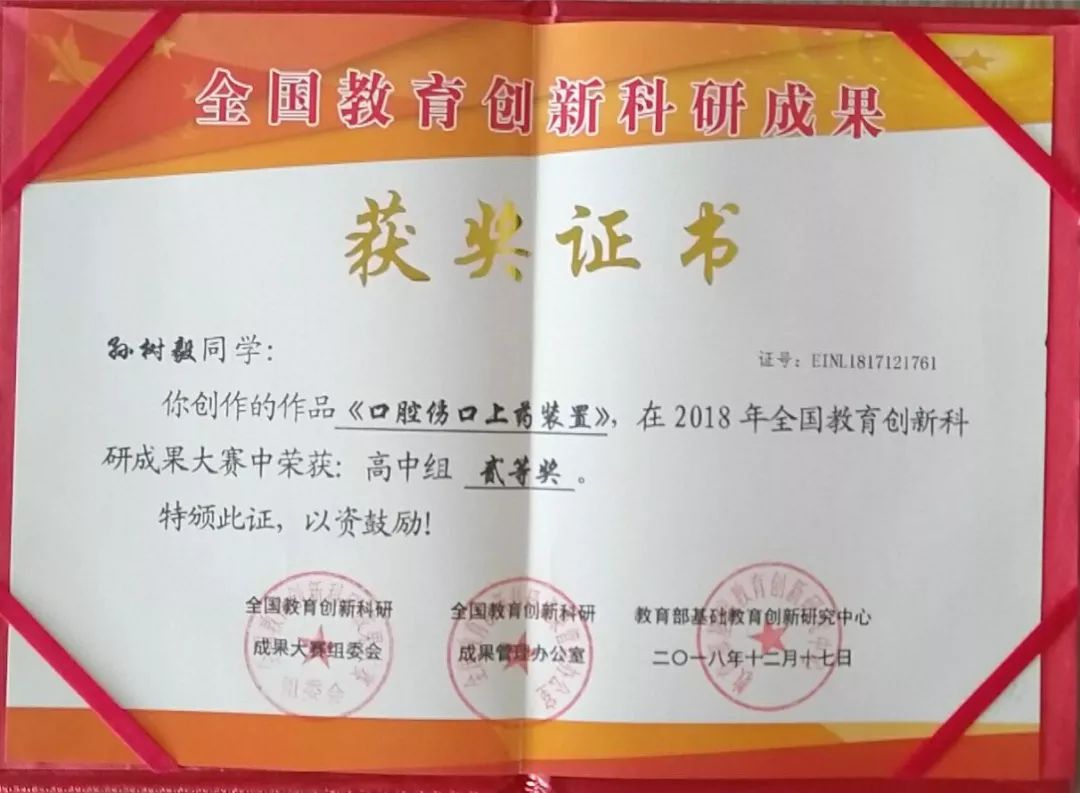 全国教育创新科研成果
获奖证书
孙树毅同学:
证号: EINL1817121761
你创作的作品《口腔伤口上药装置》, 在2018年全国教育创新科
研成果大赛中荣获: 高中组 贰等奖。
特颁此证, 以资鼓励!
全国教育创新科研
成果大赛组委会
全国教育创新科研
成果管理办公室
教育部基础教育创新研究中心
二〇一八年十二月十七日